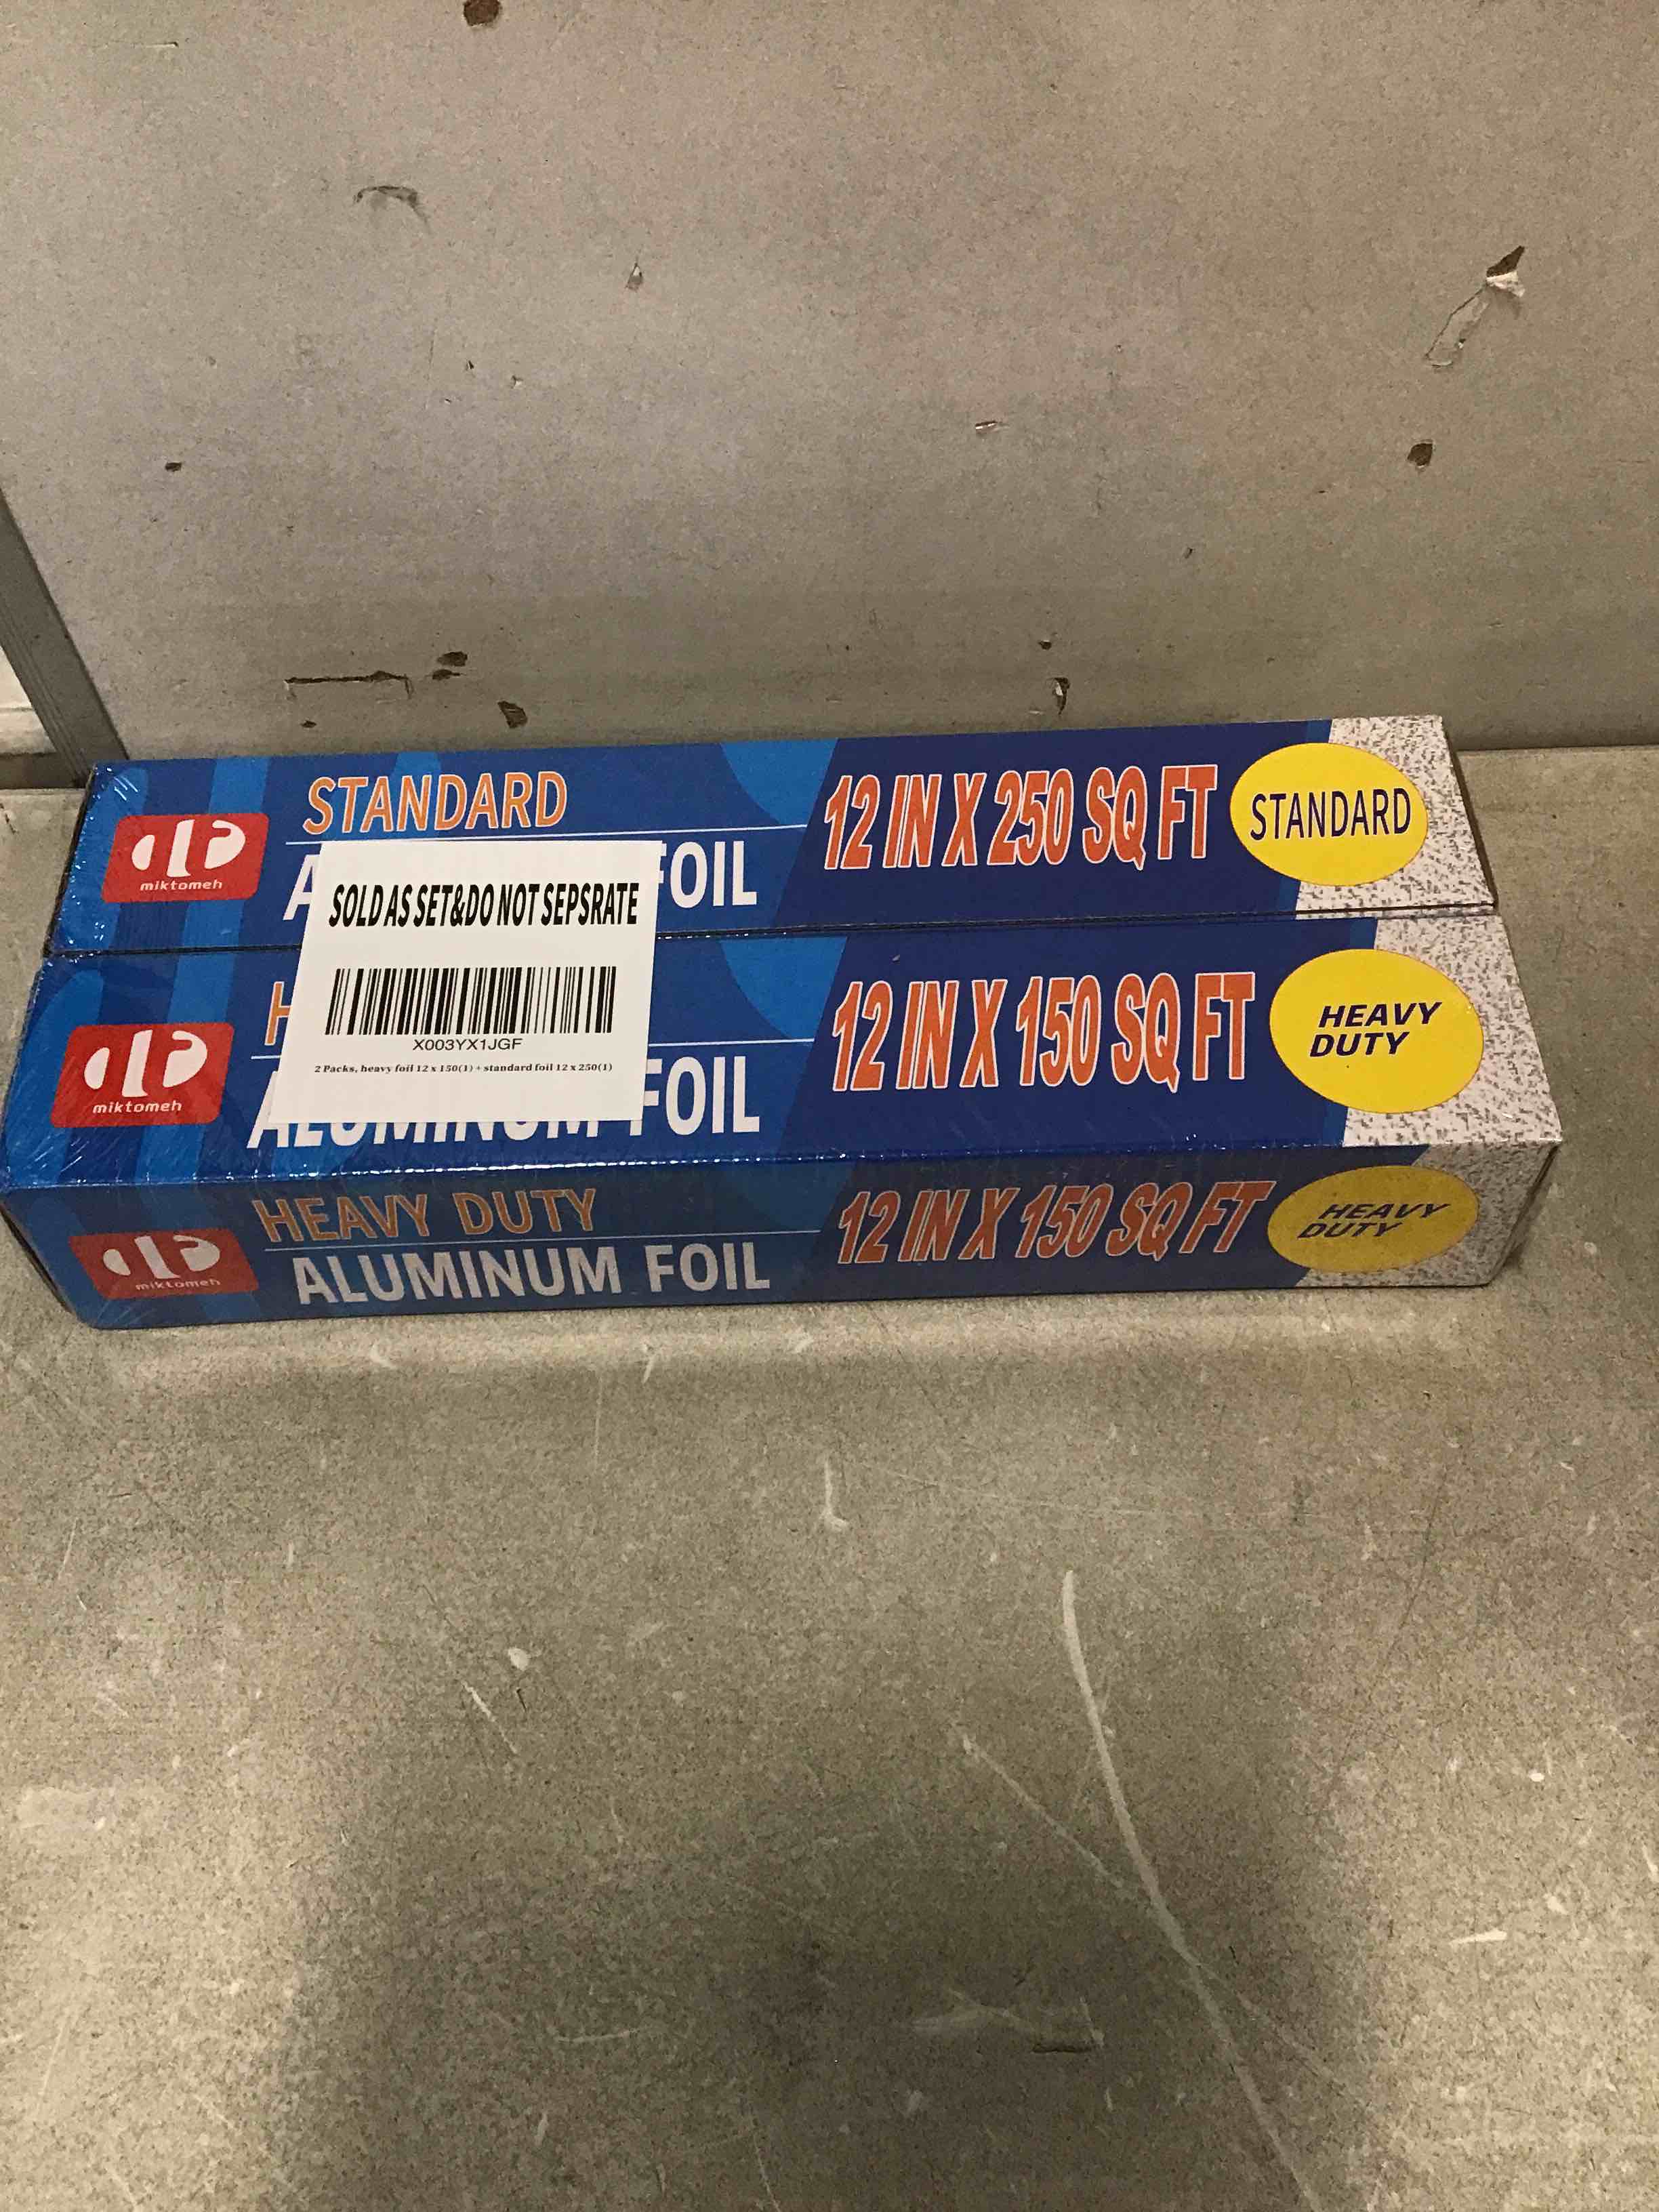 STANDARD
FOIL
12 IN X 250 SQ FT
STANDARD
miktomeh
SOLD AS SET&DO NOT SEPSRATE
X003YX1JGF
2 Packs, heavy foil 12 x 150(1) + standard foil 12 x 250(1)
miktomeh
ALUMINUM FOIL
12 IN X 150 SQ FT
HEAVY
DUTY
miktomeh
HEAVY DUTY
ALUMINUM FOIL
12 IN X 150 SQ FT
HEAVY
DUTY